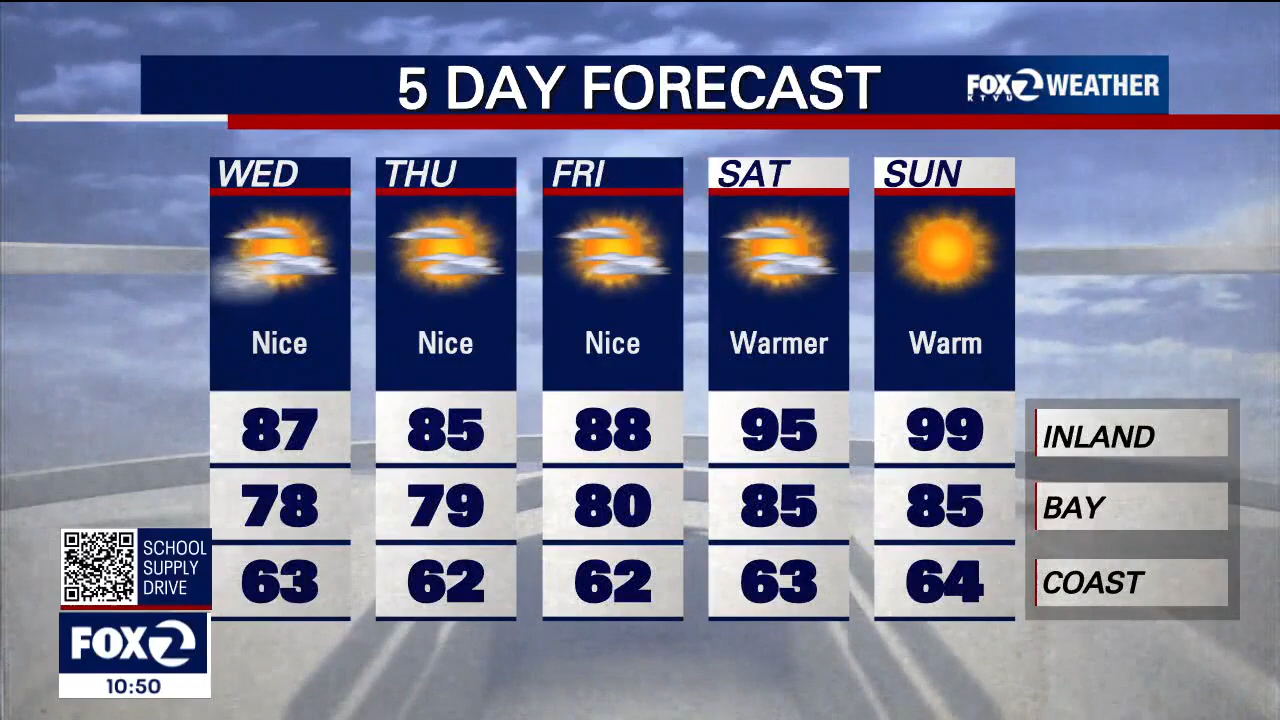 5 DAY FORECAST
FOX 2 WEATHER
KTVU
WED THU FRI SAT SUN
Nice Nice Nice Warmer Warm
87 85 88 95 99 INLAND
78 79 80 85 85 BAY
63 62 62 63 64 COAST
SCHOOL
SUPPLY
DRIVE
FOX 2
10:50